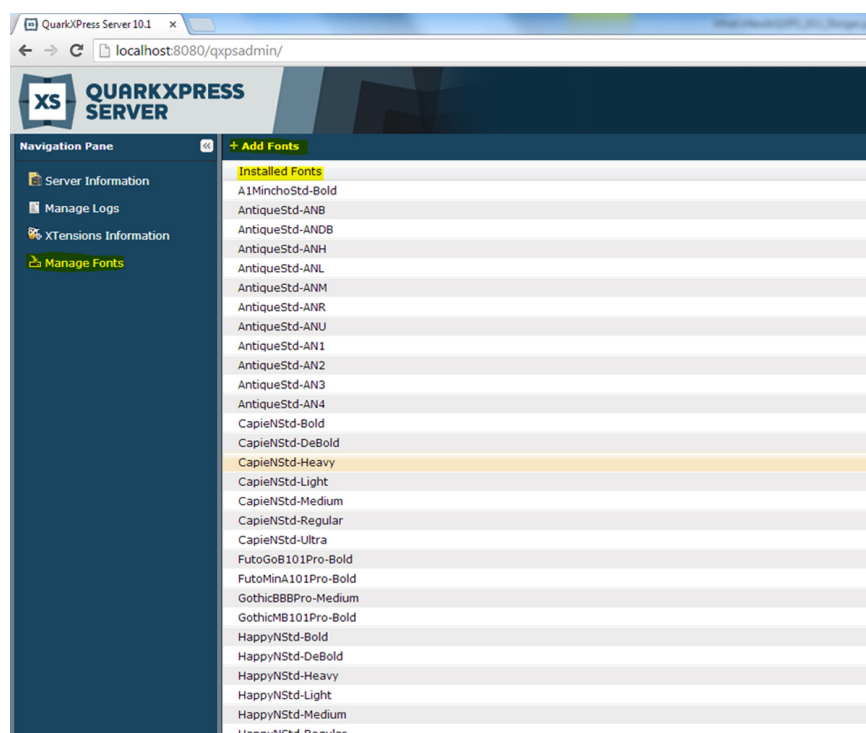 QuarkXPress Server 10.1
localhost:8080/qxpsadmin/
XS
QUARKXPRESS
SERVER
Navigation Pane
Server Information
Manage Logs
XTensions Information
Manage Fonts
+ Add Fonts
Installed Fonts
A1MinchoStd-Bold
AntiqueStd-ANB
AntiqueStd-ANDB
AntiqueStd-ANH
AntiqueStd-ANL
AntiqueStd-ANM
AntiqueStd-ANR
AntiqueStd-ANU
AntiqueStd-AN1
AntiqueStd-AN2
AntiqueStd-AN3
AntiqueStd-AN4
CapieNStd-Bold
CapieNStd-DeBold
CapieNStd-Heavy
CapieNStd-Light
CapieNStd-Medium
CapieNStd-Regular
CapieNStd-Ultra
FutoGoB101Pro-Bold
FutoMinA101Pro-Bold
GothicBBBPro-Medium
GothicMB101Pro-Bold
HappyNStd-Bold
HappyNStd-DeBold
HappyNStd-Heavy
HappyNStd-Light
HappyNStd-Medium
HappyNStd-Regular